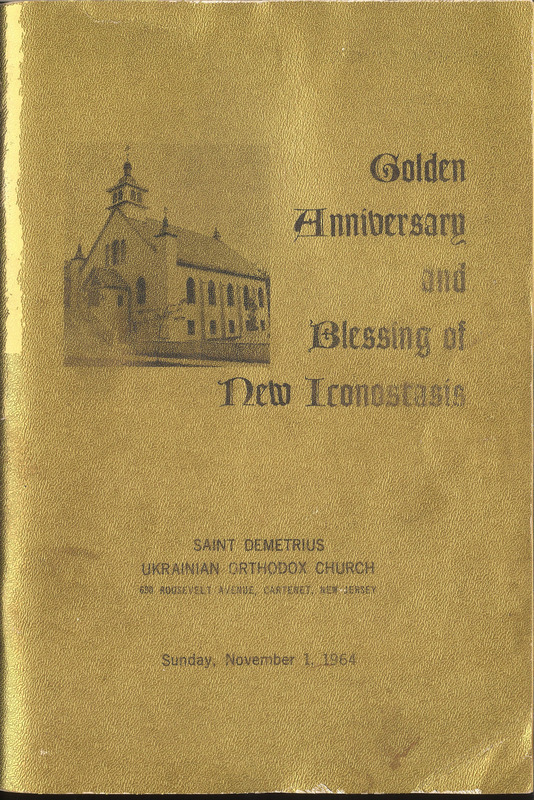 Golden
Anniversary
and
Blessing of
New Iconostasis
SAINT DEMETRIUS
UKRAINIAN ORTHODOX CHURCH
ROOSEVELT AVENUE, CARTERET, NEW JERSEY
Sunday, November 1, 1964